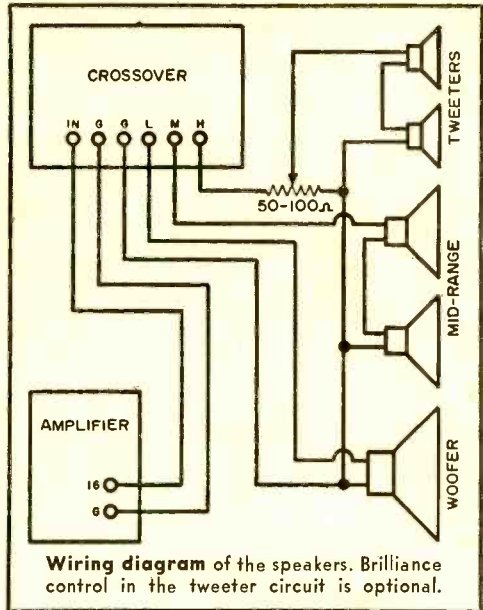 CROSSOVER
IN G G L M H
50-100Ω
TWEETERS
MID-RANGE
WOOFER
AMPLIFIER
16
G
Wiring diagram of the speakers. Brilliance
control in the tweeter circuit is optional.